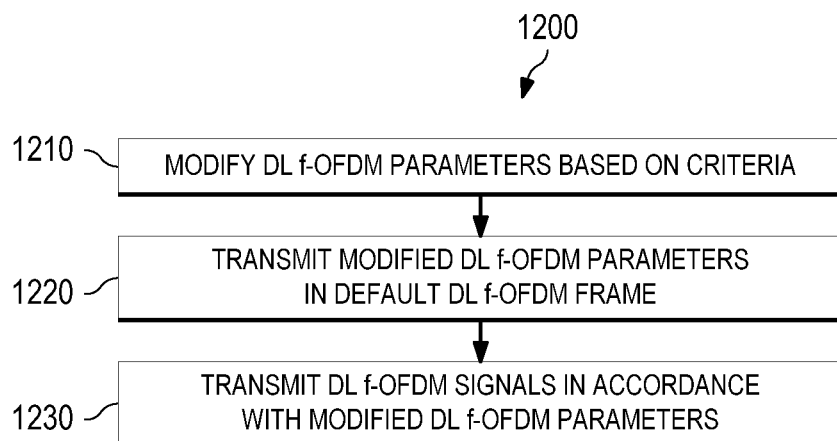 1200
1210
MODIFY DL f-OFDM PARAMETERS BASED ON CRITERIA
1220
TRANSMIT MODIFIED DL f-OFDM PARAMETERS
IN DEFAULT DL f-OFDM FRAME
1230
TRANSMIT DL f-OFDM SIGNALS IN ACCORDANCE
WITH MODIFIED DL f-OFDM PARAMETERS